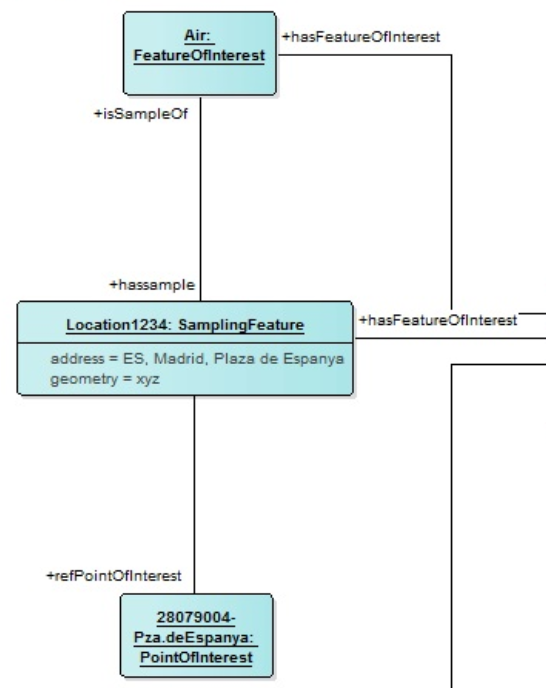 Air:
FeatureOfInterest
+hasFeatureOfInterest
+isSampleOf
+hassample
Location1234: SamplingFeature
+hasFeatureOfInterest
address = ES, Madrid, Plaza de Espanya
geometry = xyz
+refPointOfInterest
28079004-
Pza.deEspanya:
PointOfInterest